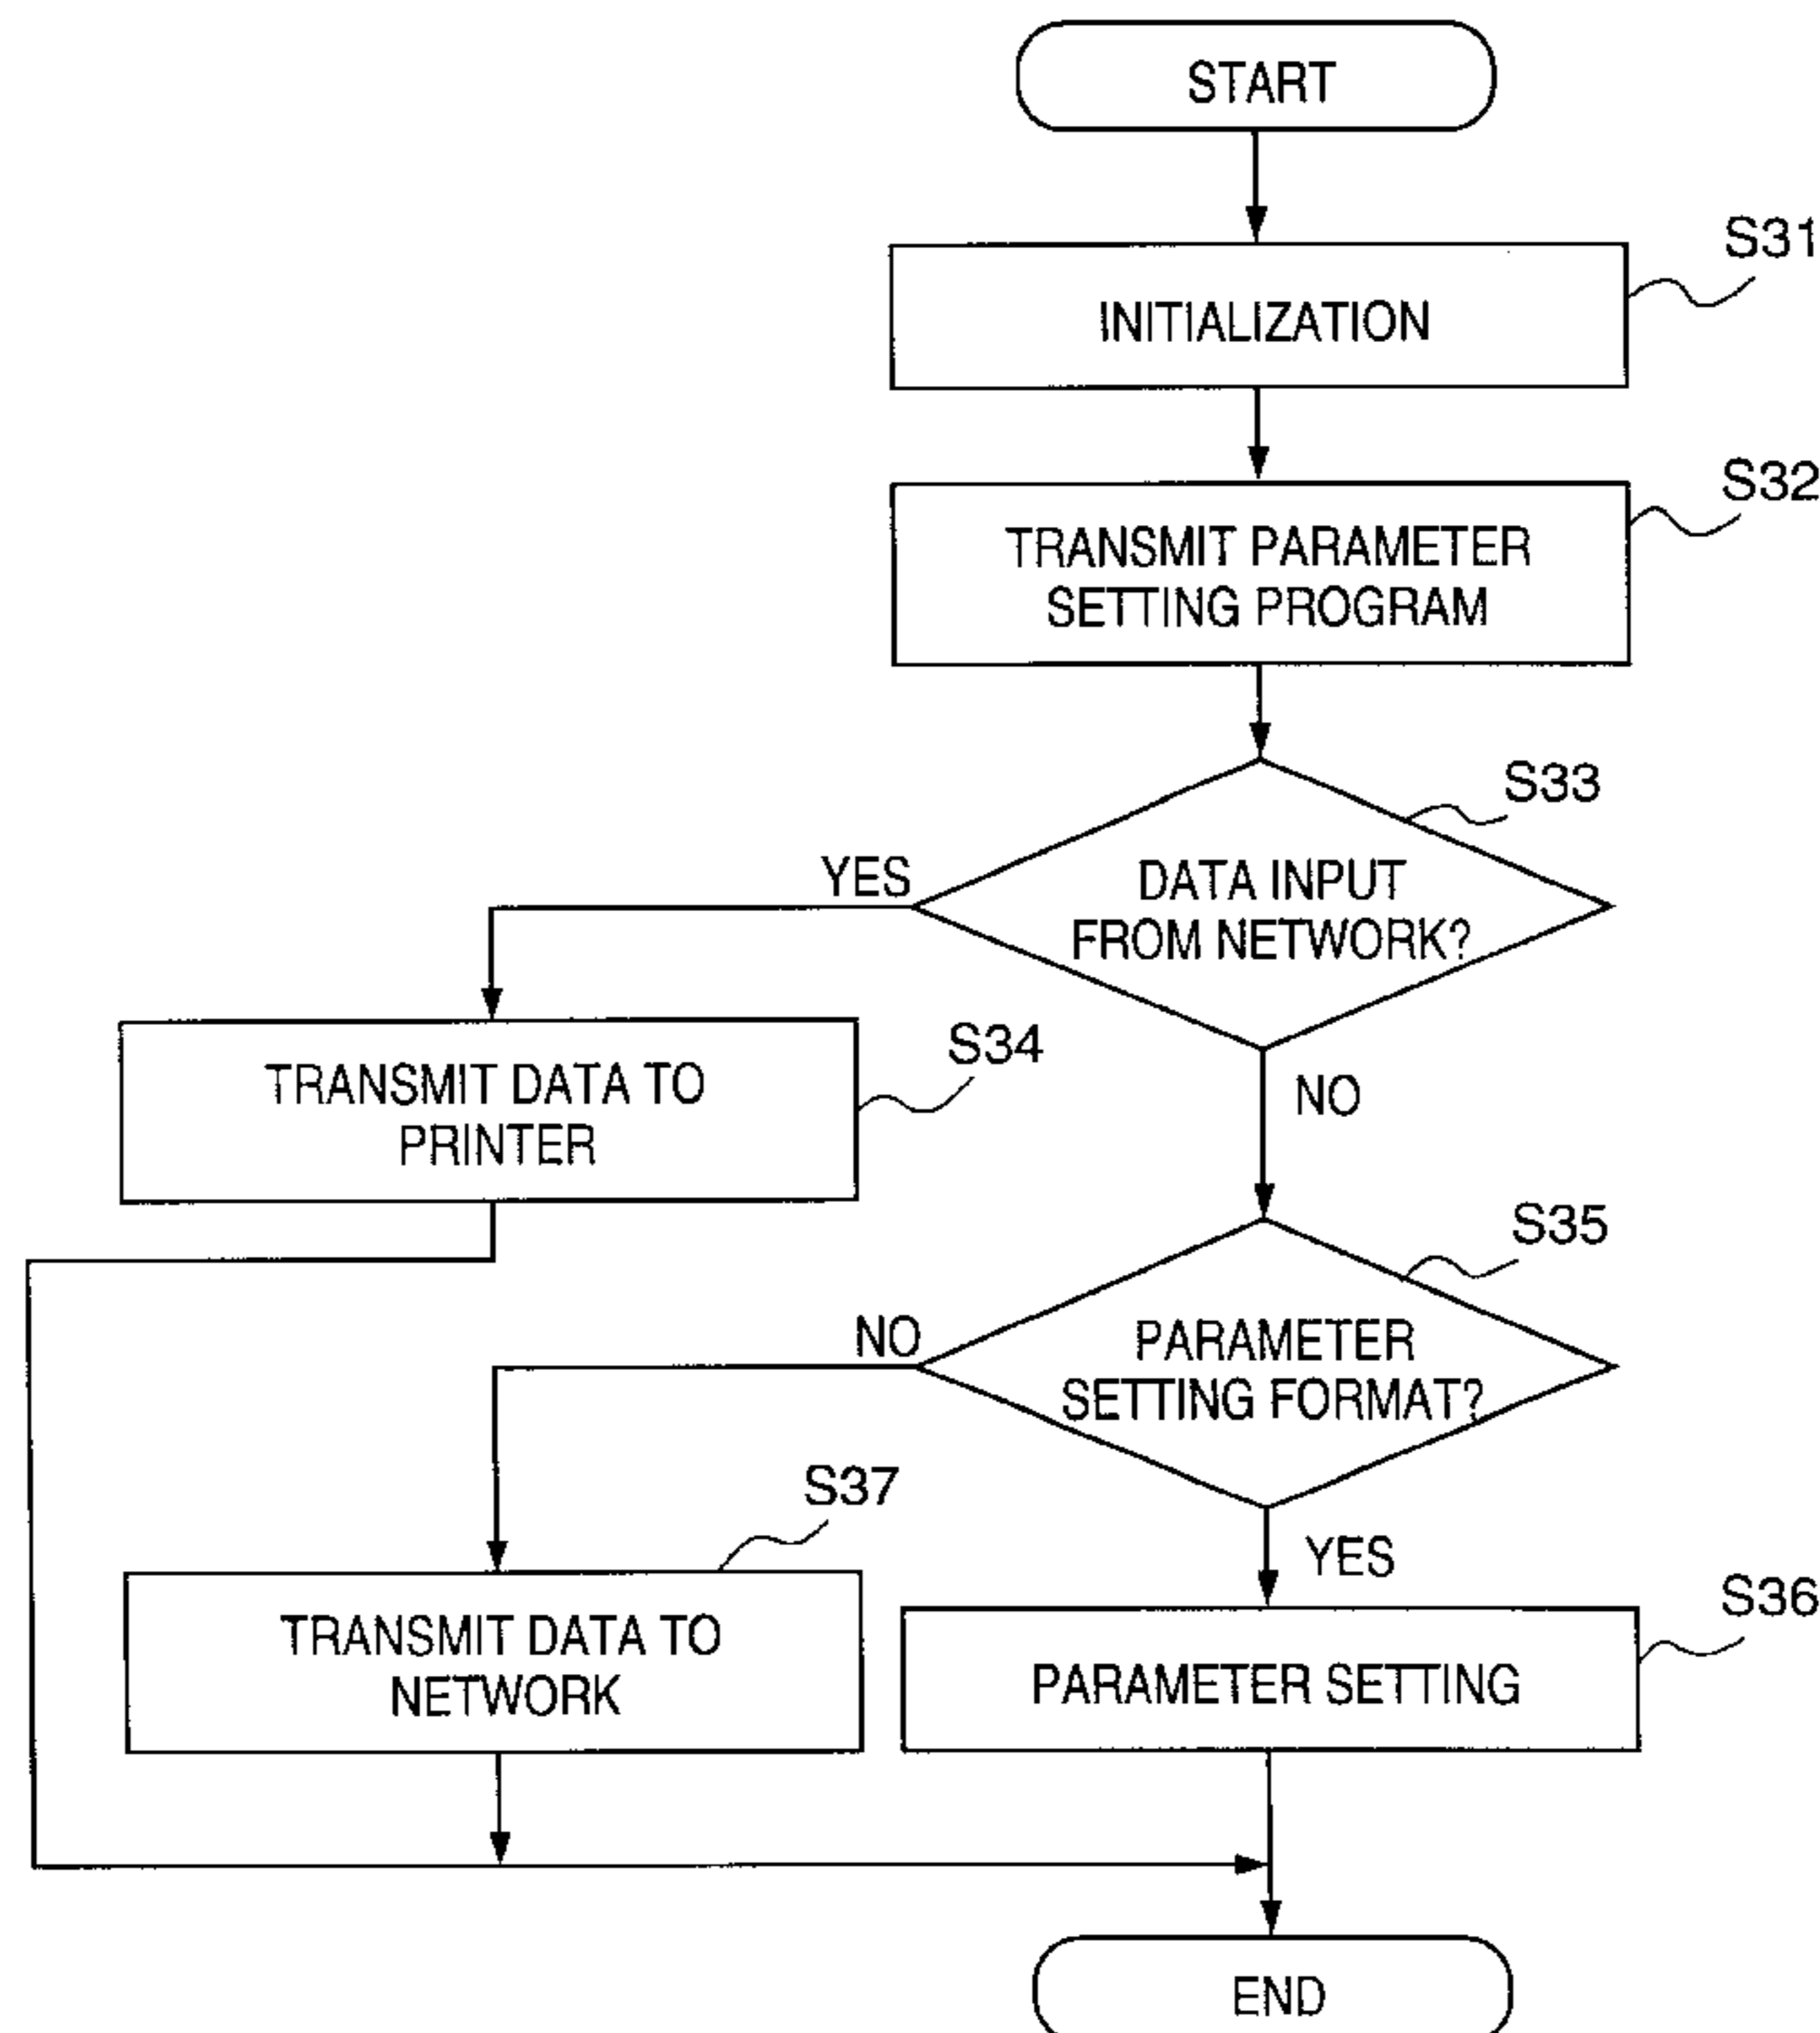 START
S31
INITIALIZATION
S32
TRANSMIT PARAMETER
SETTING PROGRAM
S33
YES
DATA INPUT
FROM NETWORK?
S34
TRANSMIT DATA TO
PRINTER
NO
S35
NO
PARAMETER
SETTING FORMAT?
S37
YES
S36
TRANSMIT DATA TO
NETWORK
PARAMETER SETTING
END